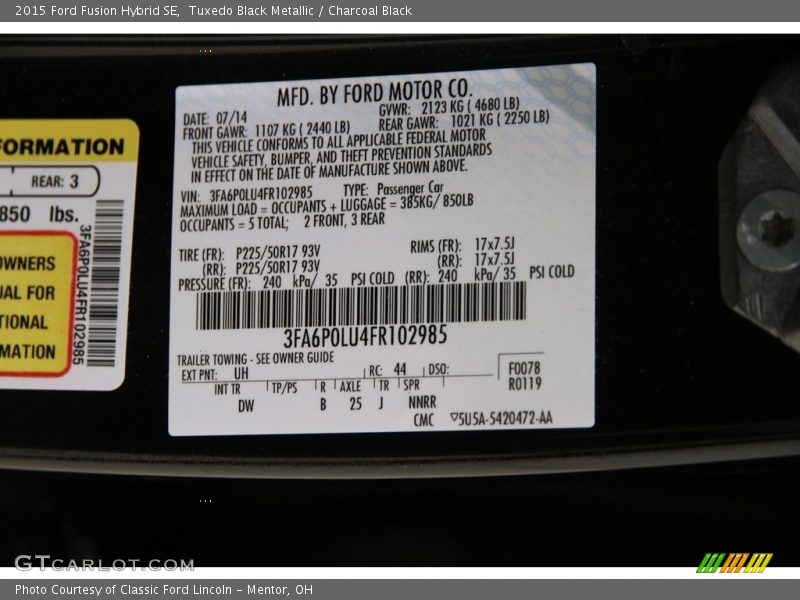 2015 Ford Fusion Hybrid SE, Tuxedo Black Metallic / Charcoal Black
FORMATION
REAR: 3
850 lbs.
OWNERS
UAL FOR
TIONAL
MATION
3FA6P0LU4FR102985
MFD. BY FORD MOTOR CO.
DATE: 07/14 GVWR: 2123 KG ( 4680 LB)
FRONT GAWR: 1107 KG ( 2440 LB) REAR GAWR: 1021 KG ( 2250 LB)
THIS VEHICLE CONFORMS TO ALL APPLICABLE FEDERAL MOTOR
VEHICLE SAFETY, BUMPER, AND THEFT PREVENTION STANDARDS
IN EFFECT ON THE DATE OF MANUFACTURE SHOWN ABOVE.
VIN: 3FA6P0LU4FR102985 TYPE: Passenger Car
MAXIMUM LOAD = OCCUPANTS + LUGGAGE = 385KG/ 850LB
OCCUPANTS = 5 TOTAL; 2 FRONT, 3 REAR
TIRE (FR): P225/50R17 93V RIMS (FR): 17x7.5J
(RR): P225/50R17 93V (RR): 17x7.5J
PRESSURE (FR): 240 kPa/ 35 PSI COLD (RR): 240 kPa/ 35 PSI COLD
3FA6P0LU4FR102985
TRAILER TOWING - SEE OWNER GUIDE
EXT PNT: UH RC: 44 DSO: F0078
R0119
INT TR TP/PS R AXLE TR SPR
DW B 25 J NNRR
CMC ▽5U5A-5420472-AA
GTCarLot.com
Photo Courtesy of Classic Ford Lincoln - Mentor, OH